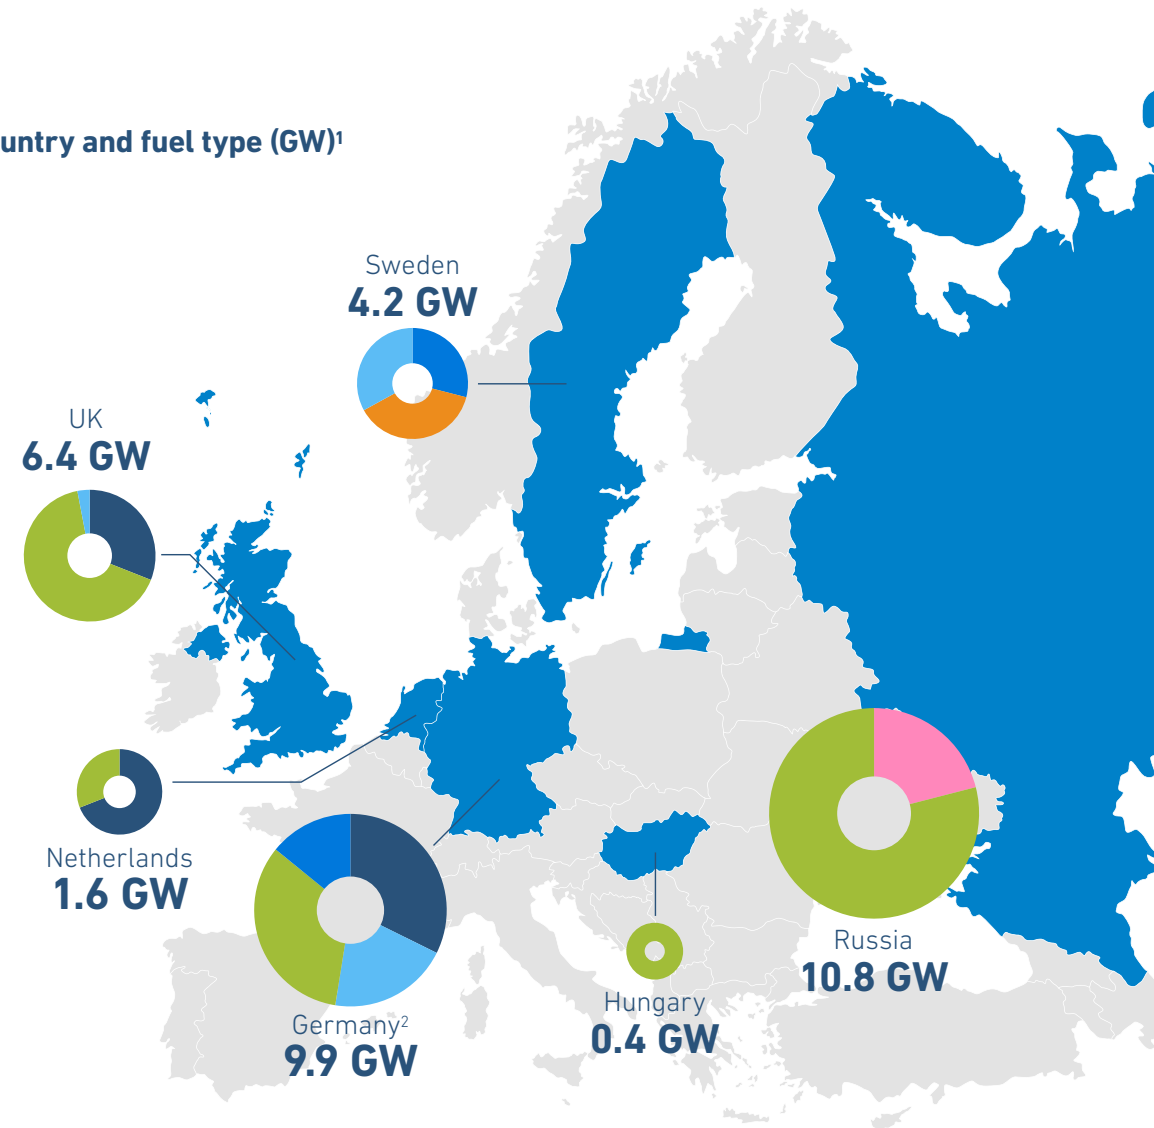 untry and fuel type (GW)¹
Sweden
4.2 GW
UK
6.4 GW
Netherlands
1.6 GW
Germany²
9.9 GW
Hungary
0.4 GW
Russia
10.8 GW